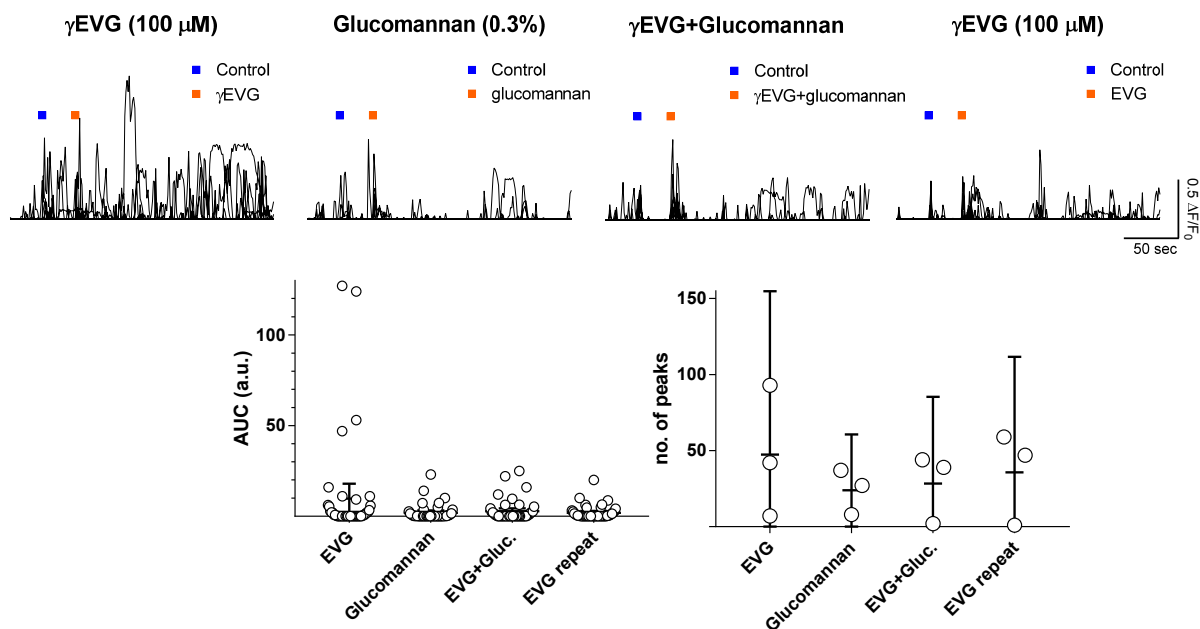 γEVG (100 μM)
Glucomannan (0.3%)
γEVG+Glucomannan
γEVG (100 μM)
Control
γEVG
Control
glucomannan
Control
γEVG+glucomannan
Control
EVG
0.5 ΔF/F0
50 sec
AUC (a.u.)
100
50
EVG
Glucomannan
EVG+Gluc.
EVG repeat
no. of peaks
150
100
50
EVG
Glucomannan
EVG+Gluc.
EVG repeat